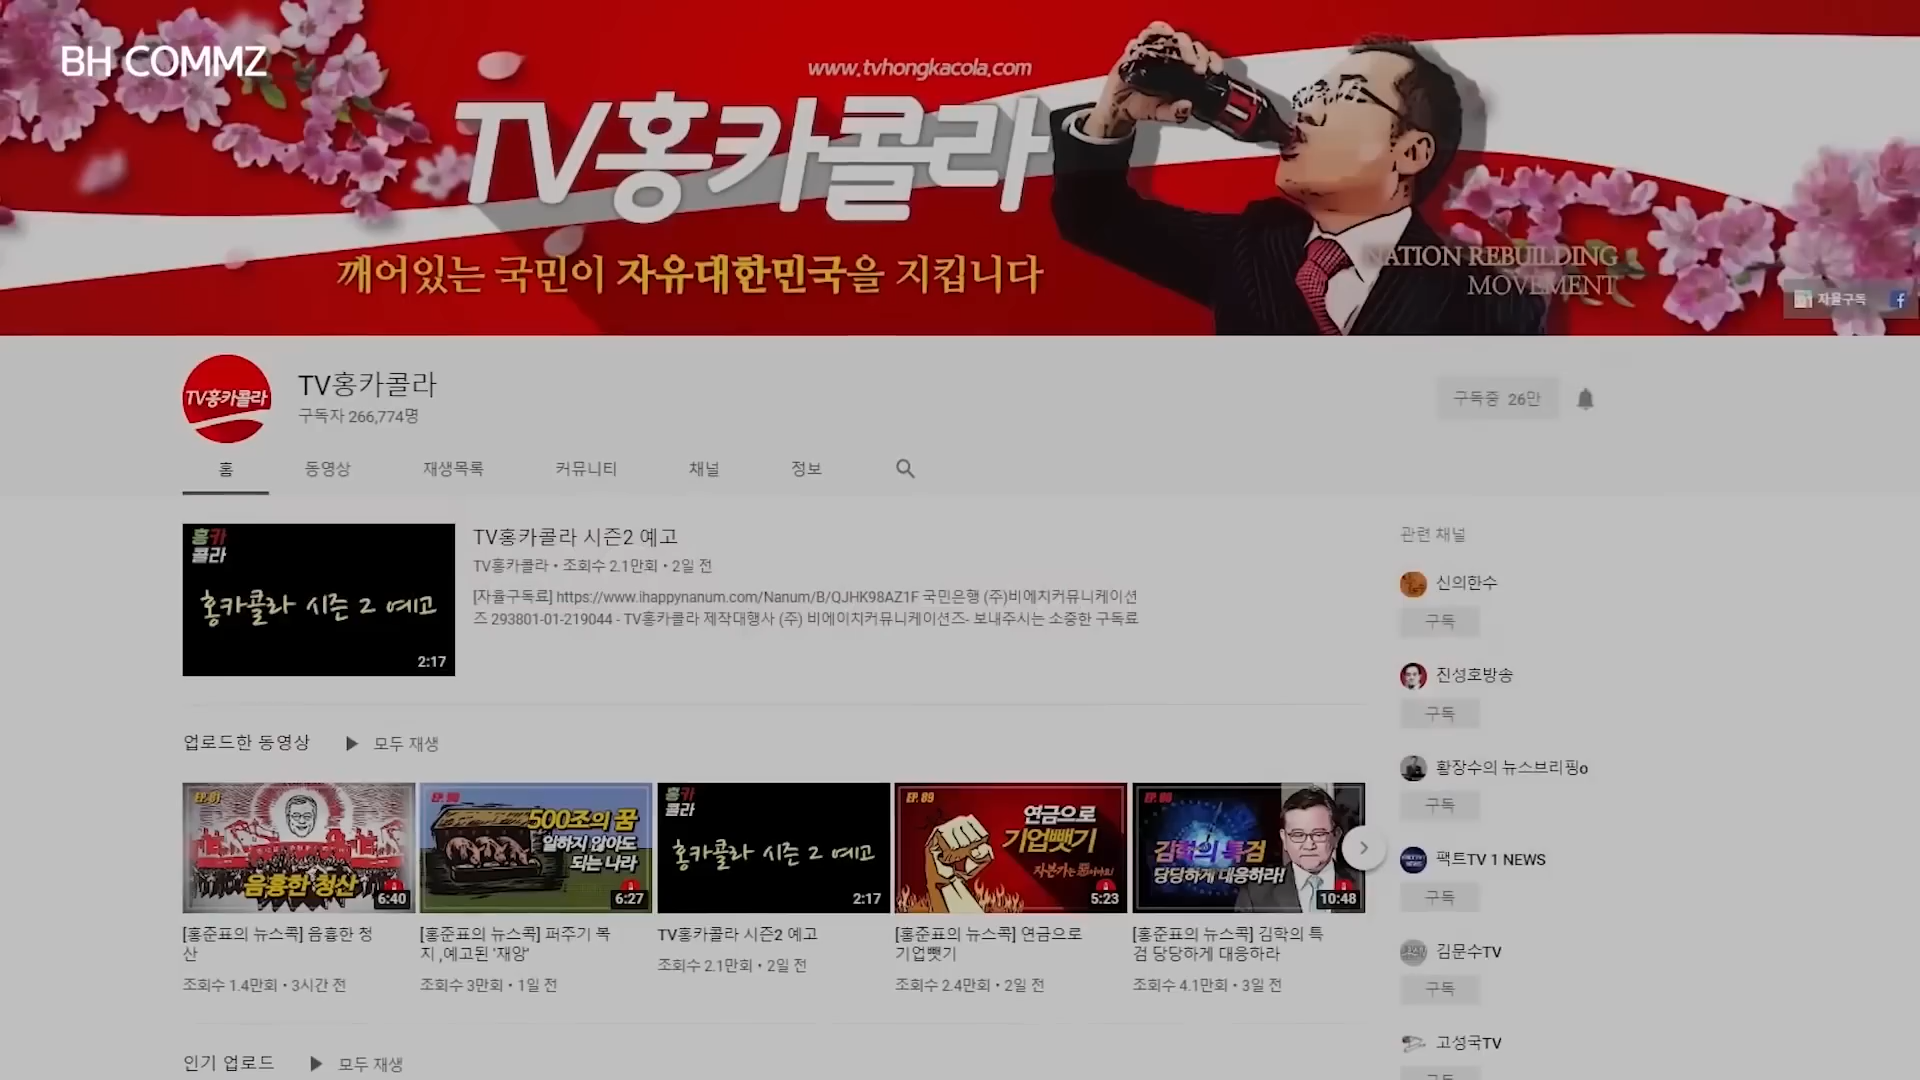 BH COMMZ
www.tvhongkacola.com
TV홍카콜라
깨어있는 국민이 자유대한민국을 지킵니다
NATION REBUILDING
MOVEMENT
자율구독
TV홍카콜라
TV홍카콜라
구독자 266,774명
구독중 26만
홈 동영상 재생목록 커뮤니티 채널 정보
홍카
콜라
홍카콜라 시즌 2 예고
2:17
TV홍카콜라 시즌2 예고
TV홍카콜라 • 조회수 2.1만회 • 2일 전
[자율구독료] https://www.ihappynanum.com/Nanum/B/QJHK98AZ1F 국민은행 (주)비에치커뮤니케이션
즈 293801-01-219044 - TV홍카콜라 제작대행사 (주) 비에이치커뮤니케이션즈- 보내주시는 소중한 구독료
관련 채널
신의한수
구독
진성호방송
구독
황장수의 뉴스브리핑o
구독
팩트TV 1 NEWS
구독
김문수TV
구독
고성국TV
업로드한 동영상 모두 재생
음흉한 청산
6:40
[홍준표의 뉴스콕] 음흉한 청
산
조회수 1.4만회 • 3시간 전
500조의 꿈
일하지 않아도
되는 나라
6:27
[홍준표의 뉴스콕] 퍼주기 복
지 ,예고된 '재앙'
조회수 3만회 • 1일 전
홍카
콜라
홍카콜라 시즌 2 예고
2:17
TV홍카콜라 시즌2 예고
조회수 2.1만회 • 2일 전
EP. 89
연금으로
기업뺏기
5:23
[홍준표의 뉴스콕] 연금으로
기업뺏기
조회수 2.4만회 • 2일 전
김학의 특검
당당하게 대응하라!
10:48
[홍준표의 뉴스콕] 김학의 특
검 당당하게 대응하라
조회수 4.1만회 • 3일 전
인기 업로드 모두 재생